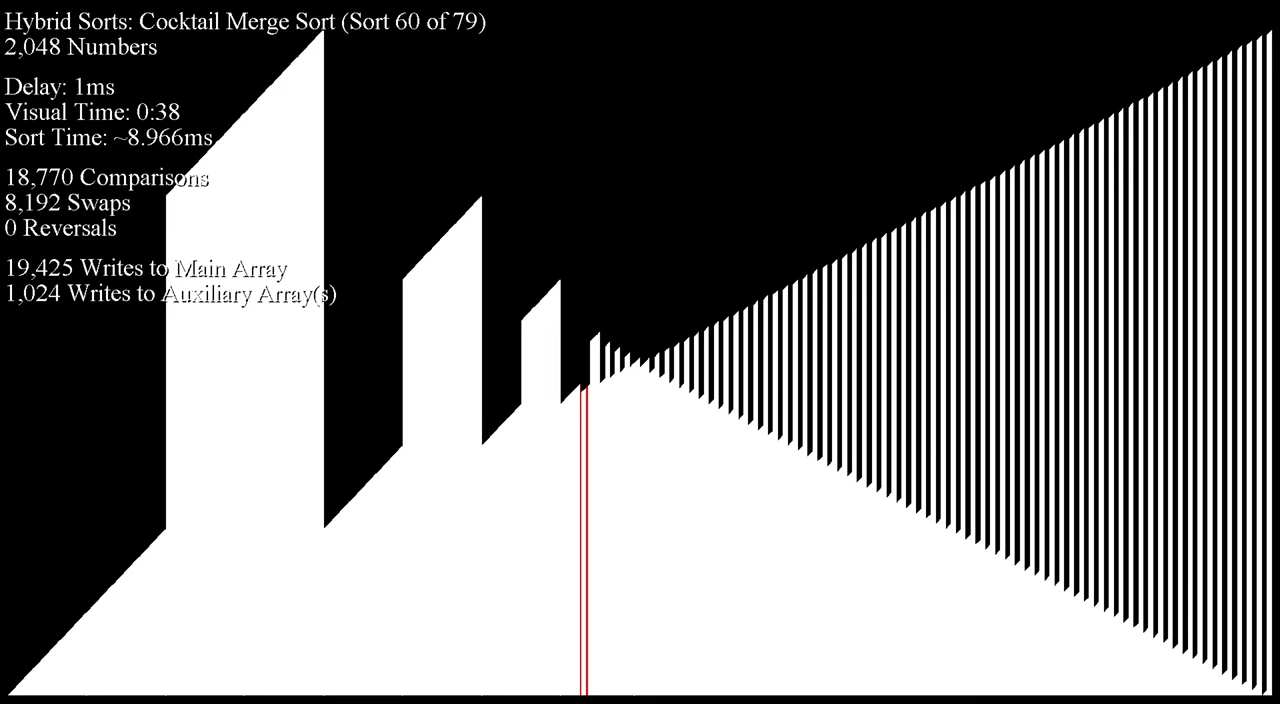 Hybrid Sorts: Cocktail Merge Sort (Sort 60 of 79)
2,048 Numbers
Delay: 1ms
Visual Time: 0:38
Sort Time: ~8.966ms
18,770 Comparisons
8,192 Swaps
0 Reversals
19,425 Writes to Main Array
1,024 Writes to Auxiliary Array(s)